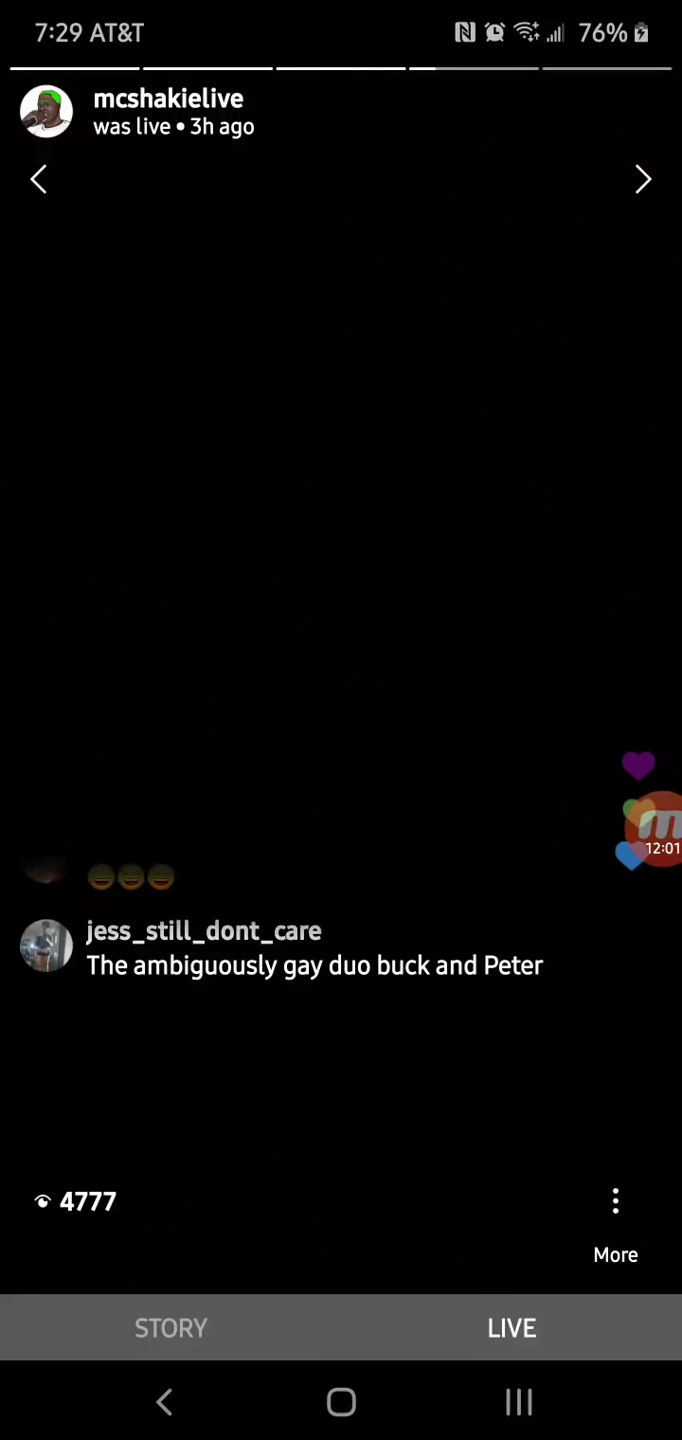 7:29 AT&T 76%
mcshakielive
was live • 3h ago
12:01
😄😄😄
jess_still_dont_care
The ambiguously gay duo buck and Peter
4777
More
STORY LIVE